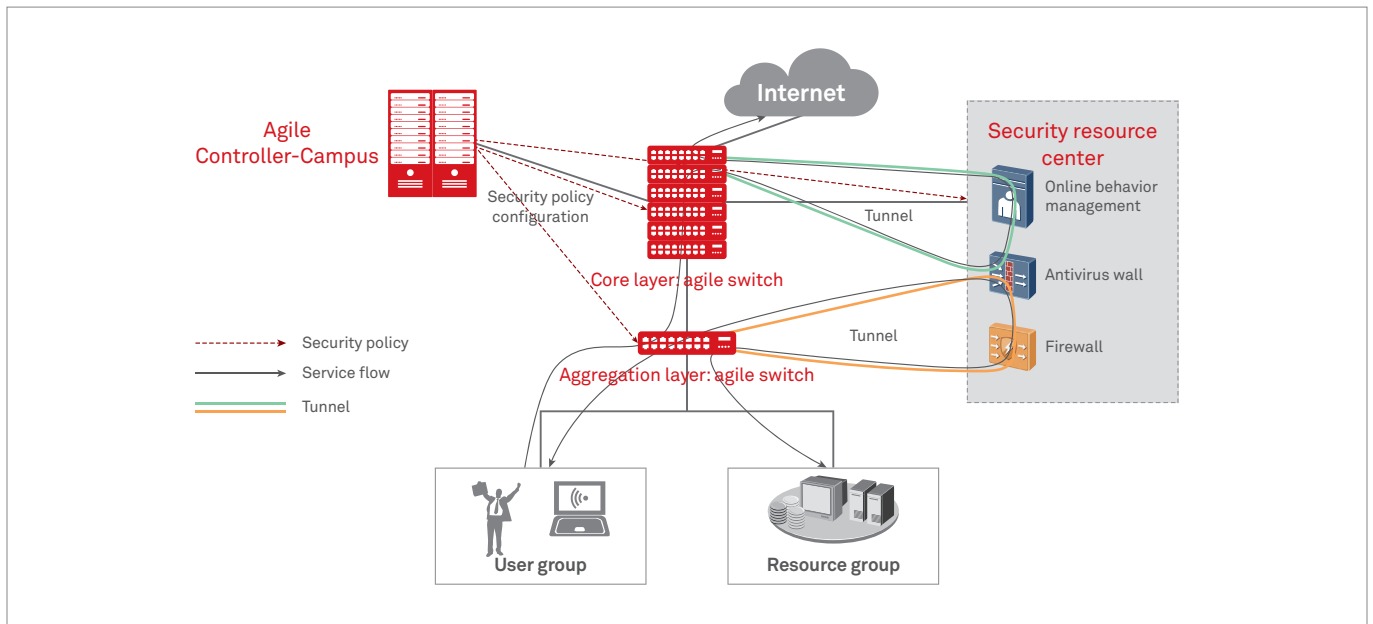 Internet
Agile
Controller-Campus
Security resource
center
Online behavior
management
Security policy
configuration
Tunnel
Antivirus wall
Core layer: agile switch
Tunnel
Firewall
Security policy
Service flow
Tunnel
Aggregation layer: agile switch
User group
Resource group